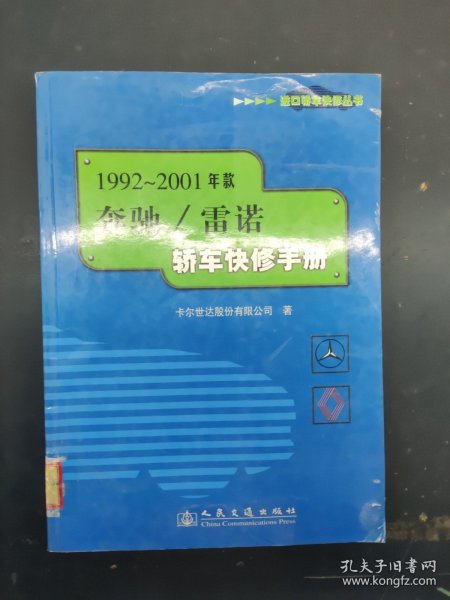 进口轿车快修丛书
1992~2001年款
奔驰/雷诺
轿车快修手册
卡尔世达股份有限公司 著
人民交通出版社
China Communications Press
孔夫子旧书网
www.kongfz.com